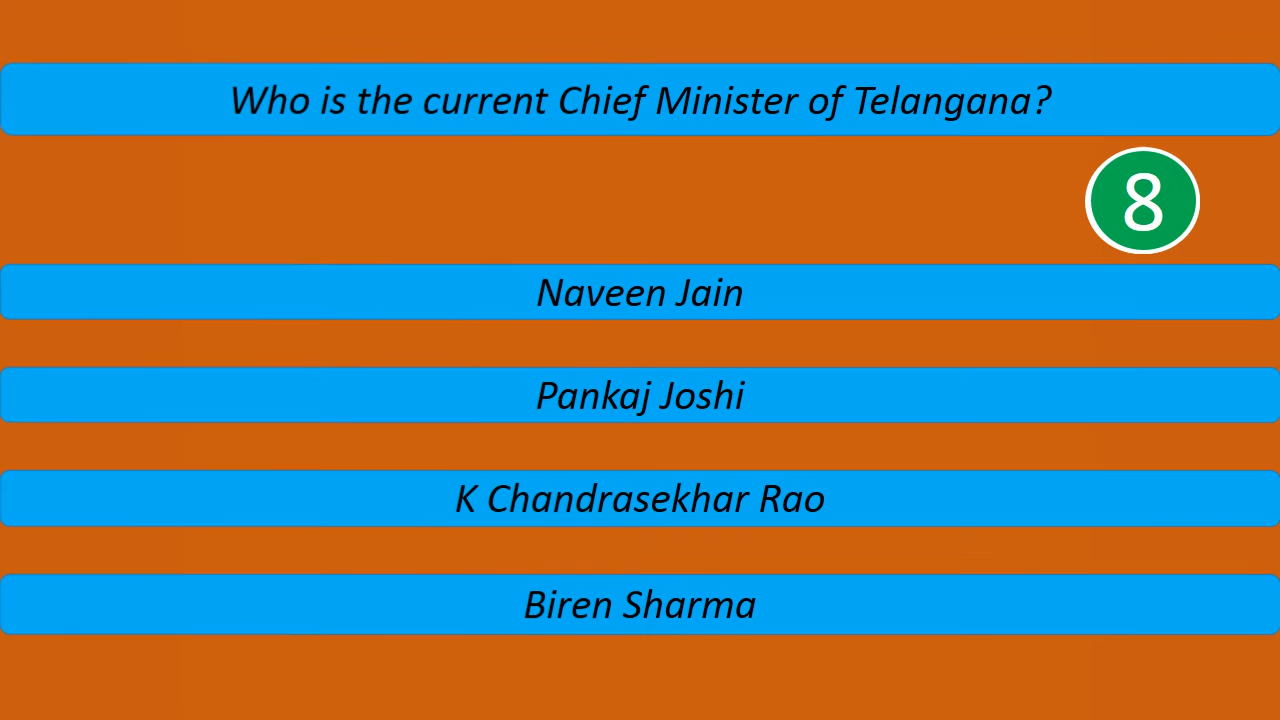 Who is the current Chief Minister of Telangana?
8
Naveen Jain
Pankaj Joshi
K Chandrasekhar Rao
Biren Sharma